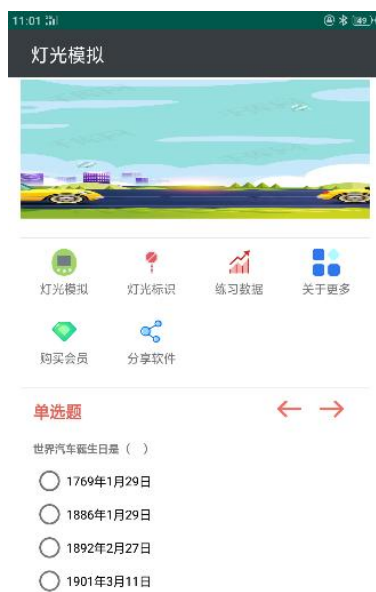 11:01
49
灯光模拟
灯光模拟 灯光标识 练习数据 关于更多
购买会员 分享软件
单选题
世界汽车诞生日是（ ）
1769年1月29日
1886年1月29日
1892年2月27日
1901年3月11日